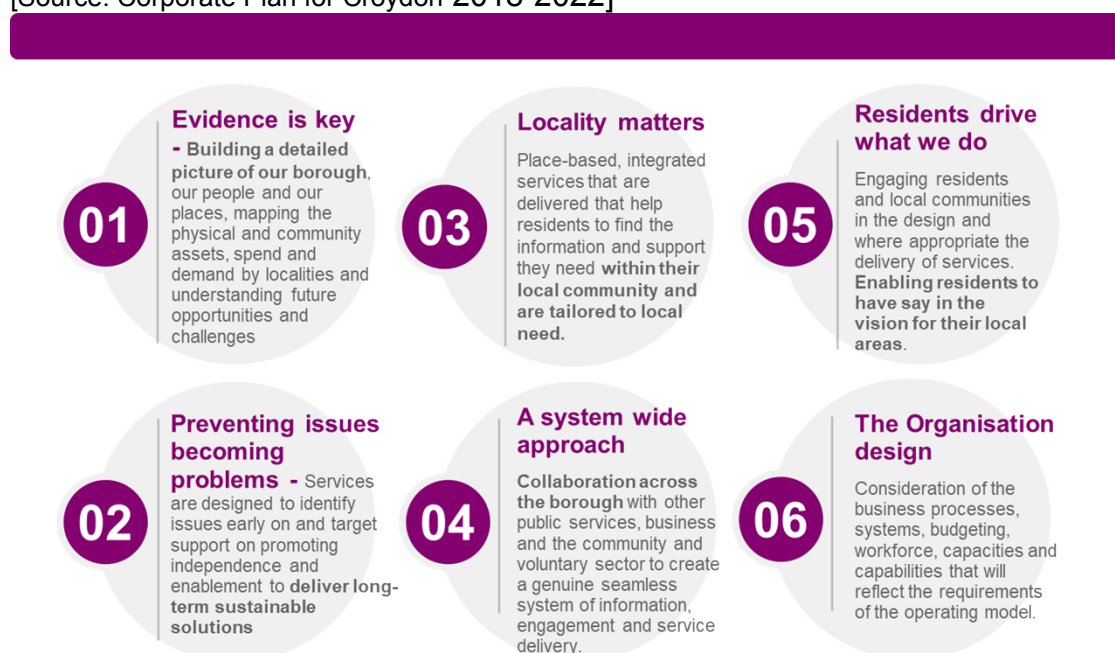 [Source: Corporate Plan for Croydon 2018-2022]
01
Evidence is key
- Building a detailed
picture of our borough,
our people and our
places, mapping the
physical and community
assets, spend and
demand by localities and
understanding future
opportunities and
challenges
02
Preventing issues
becoming
problems - Services
are designed to identify
issues early on and target
support on promoting
independence and
enablement to deliver long-
term sustainable
solutions
03
Locality matters
Place-based, integrated
services that are
delivered that help
residents to find the
information and support
they need within their
local community and
are tailored to local
need.
04
A system wide
approach
Collaboration across
the borough with other
public services, business
and the community and
voluntary sector to create
a genuine seamless
system of information,
engagement and service
delivery.
05
Residents drive
what we do
Engaging residents
and local communities
in the design and
where appropriate the
delivery of services.
Enabling residents to
have say in the
vision for their local
areas.
06
The Organisation
design
Consideration of the
business processes,
systems, budgeting,
workforce, capacities and
capabilities that will
reflect the requirements
of the operating model.